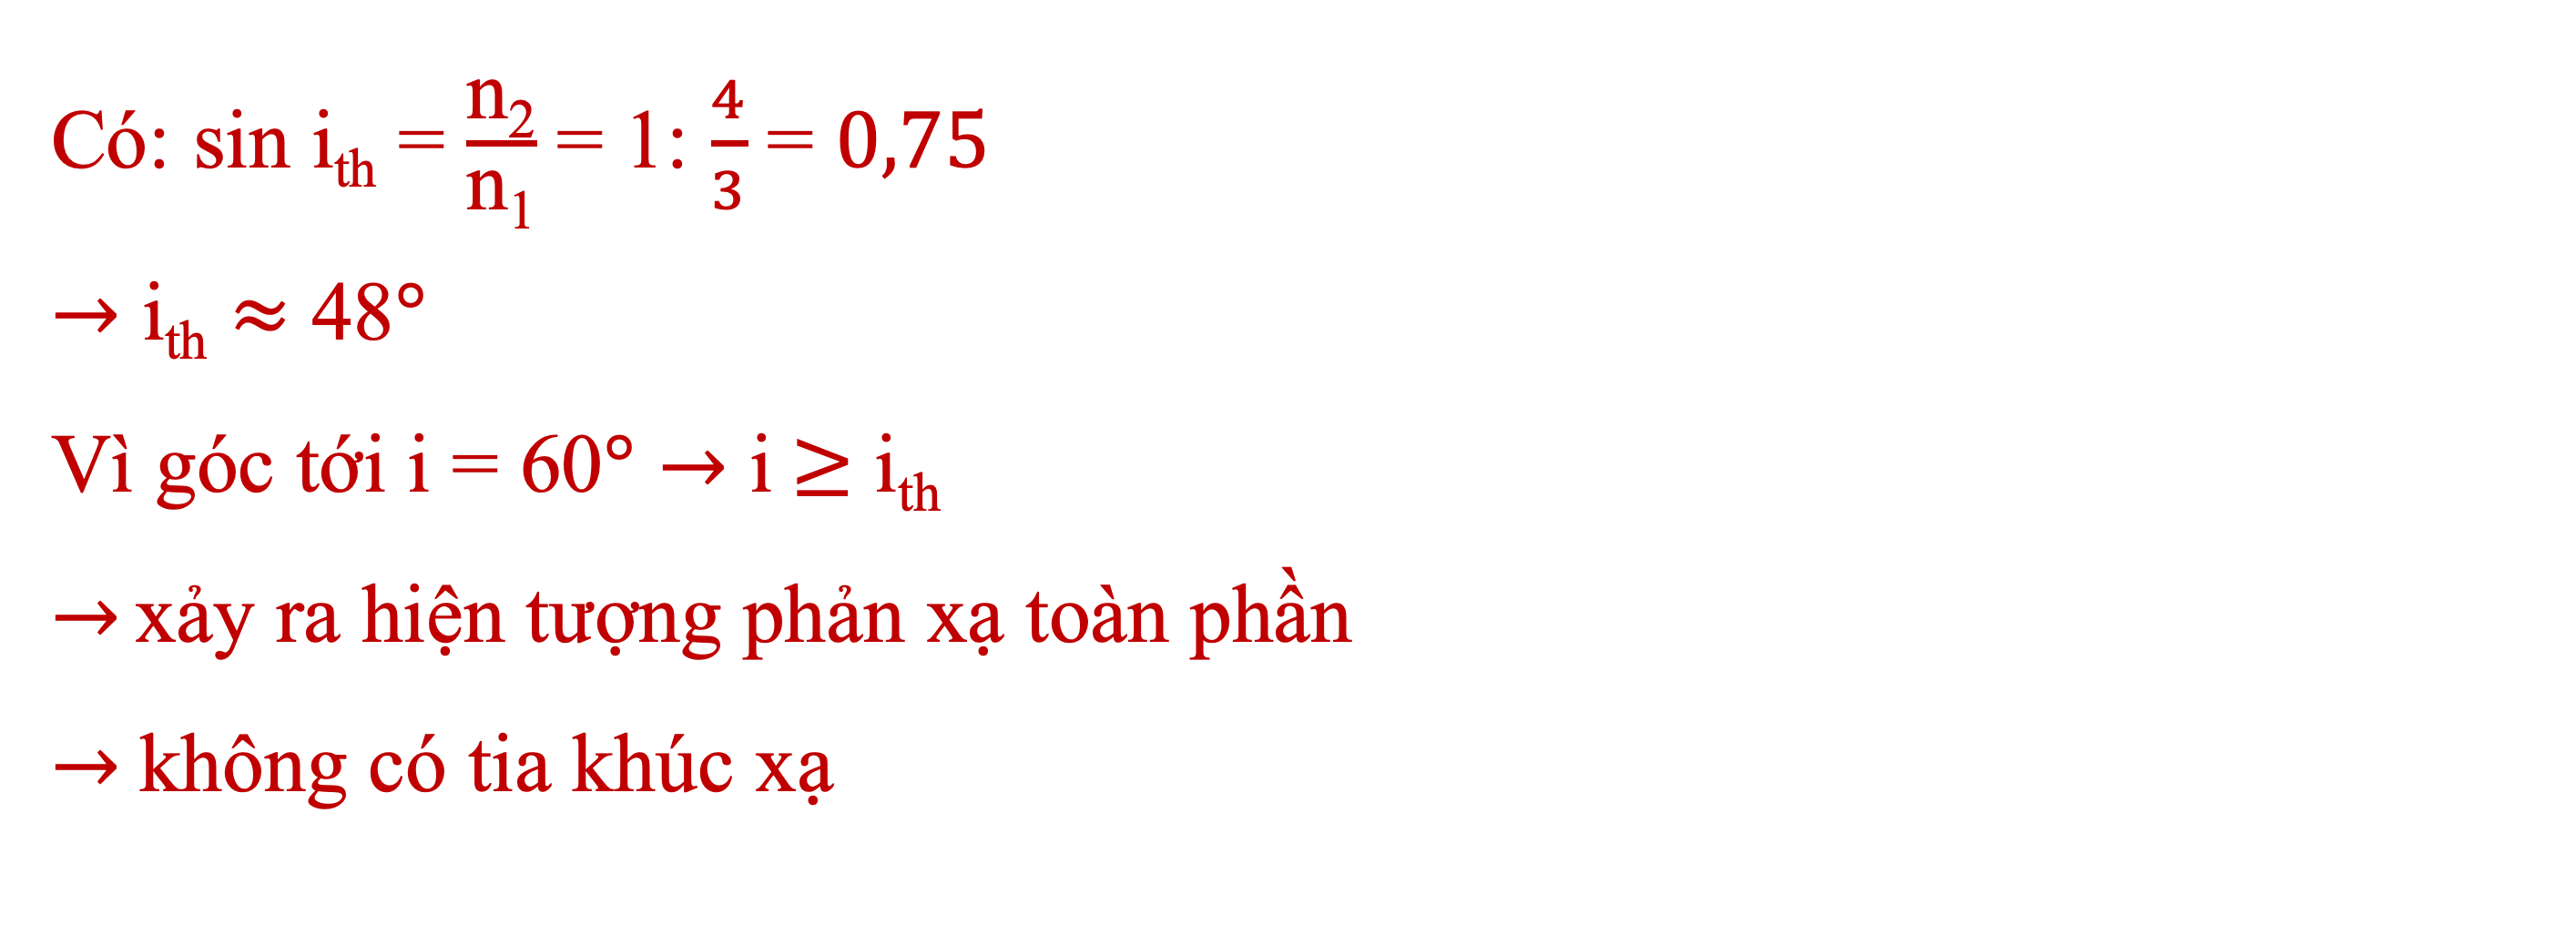 Có: sin i_th = n₂/n₁ = 1: 4/3 = 0,75
→ i_th ≈ 48°
Vì góc tới i = 60° → i ≥ i_th
→ xảy ra hiện tượng phản xạ toàn phần
→ không có tia khúc xạ